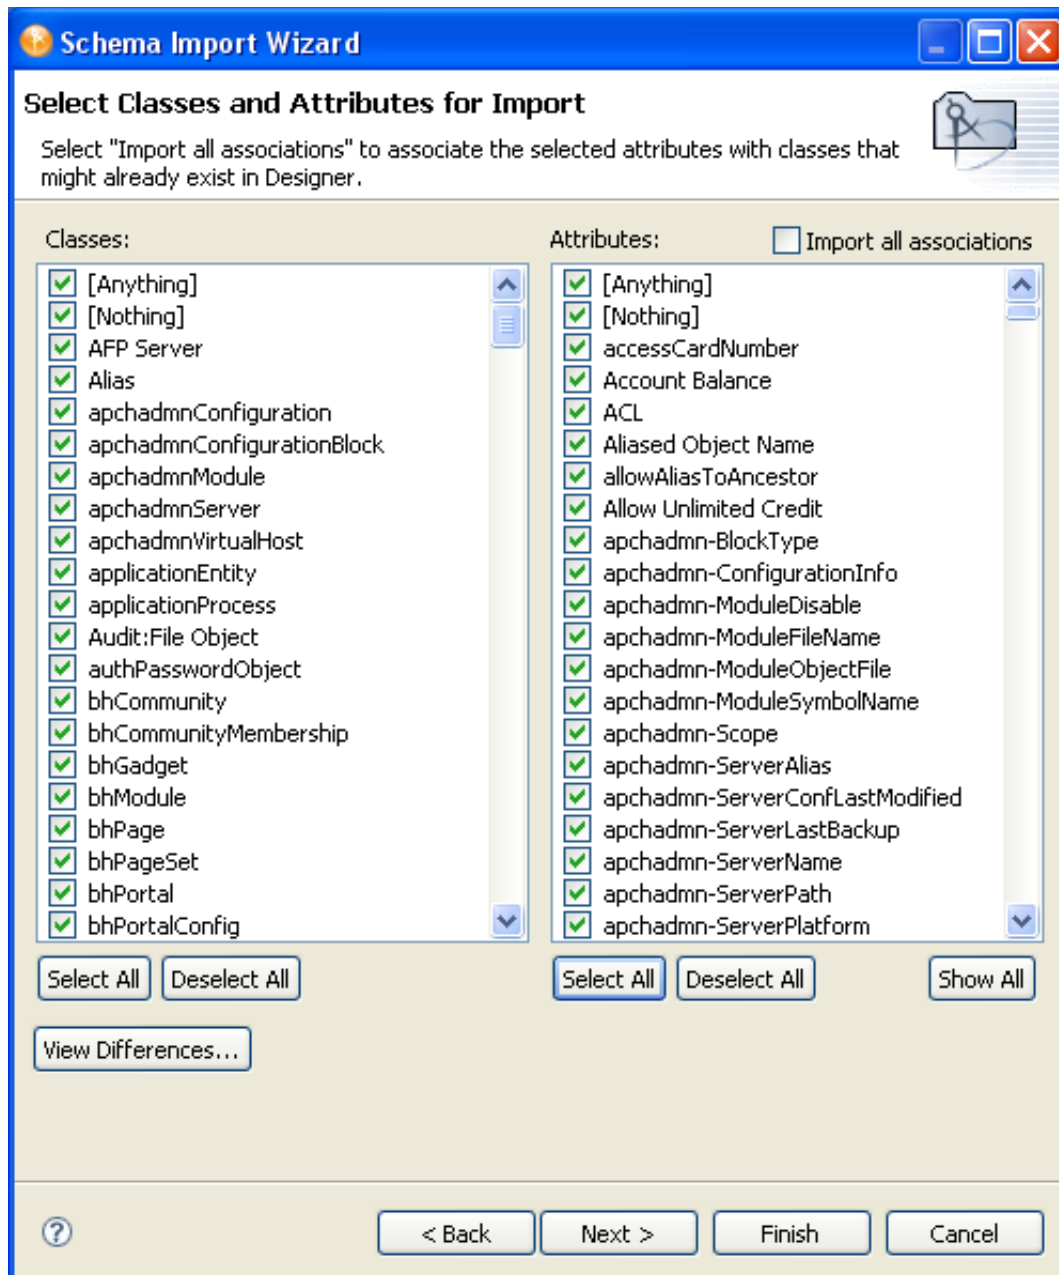 Schema Import Wizard
Select Classes and Attributes for Import
Select "Import all associations" to associate the selected attributes with classes that
might already exist in Designer.
Classes:
[Anything]
[Nothing]
AFP Server
Alias
apchadmnConfiguration
apchadmnConfigurationBlock
apchadmnModule
apchadmnServer
apchadmnVirtualHost
applicationEntity
applicationProcess
Audit:File Object
authPasswordObject
bhCommunity
bhCommunityMembership
bhGadget
bhModule
bhPage
bhPageSet
bhPortal
bhPortalConfig
Select All
Deselect All
Attributes:
Import all associations
[Anything]
[Nothing]
accessCardNumber
Account Balance
ACL
Aliased Object Name
allowAliasToAncestor
Allow Unlimited Credit
apchadmn-BlockType
apchadmn-ConfigurationInfo
apchadmn-ModuleDisable
apchadmn-ModuleFileName
apchadmn-ModuleObjectFile
apchadmn-ModuleSymbolName
apchadmn-Scope
apchadmn-ServerAlias
apchadmn-ServerConfLastModified
apchadmn-ServerLastBackup
apchadmn-ServerName
apchadmn-ServerPath
apchadmn-ServerPlatform
Select All
Deselect All
Show All
View Differences...
?
< Back
Next >
Finish
Cancel